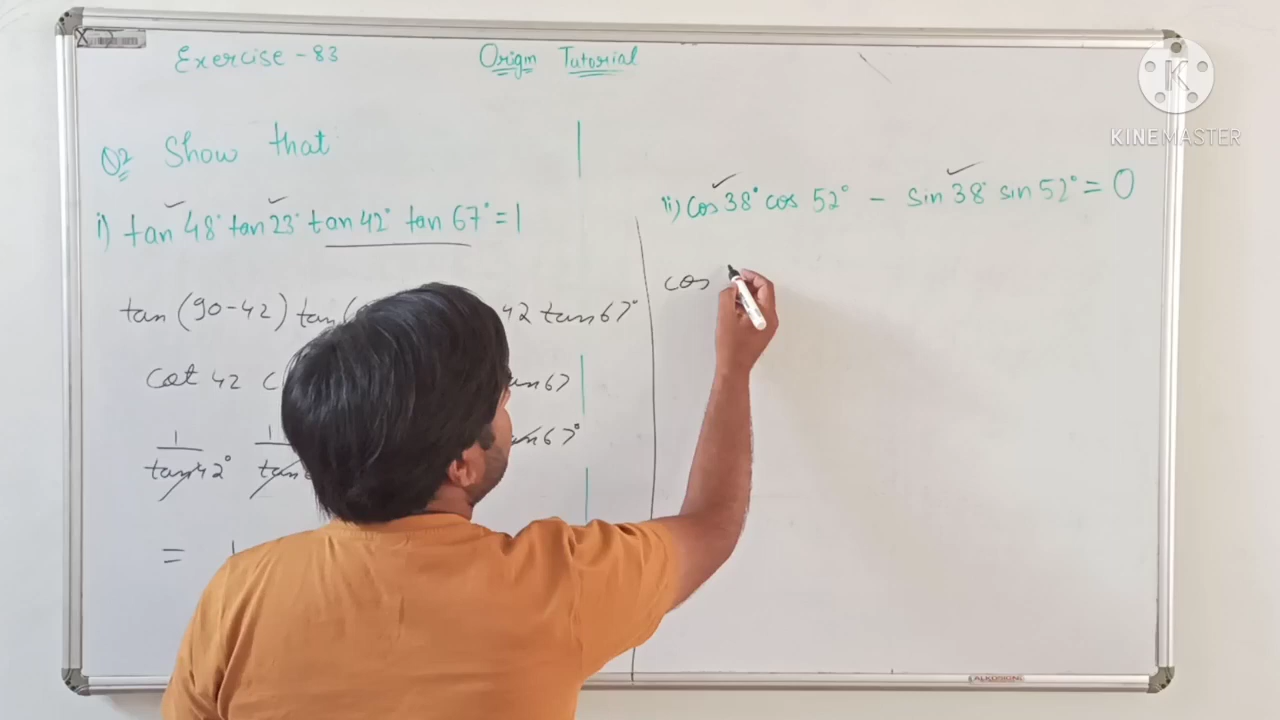 Exercise - 83
Origin Tutorial
KINEMASTER
Q2 Show that
i) tan 48° tan 23° tan 42° tan 67° = 1
tan (90-42) tan ( 42 tan 67°
cot 42 c 67
1 1
tan 42° tan 67°
=
ii) cos 38° cos 52° - sin 38° sin 52° = 0
cos
ALKOSIGN